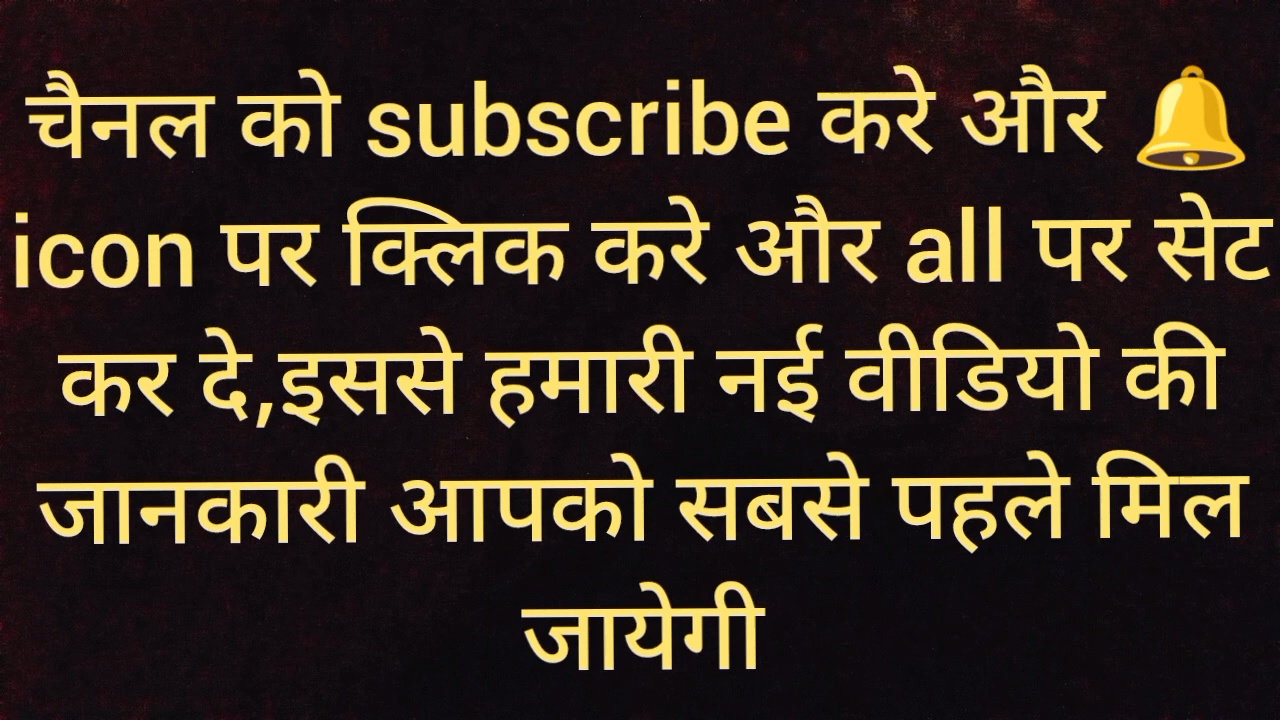 चैनल को subscribe करे और 🔔
icon पर क्लिक करे और all पर सेट
कर दे,इससे हमारी नई वीडियो की
जानकारी आपको सबसे पहले मिल
जायेगी